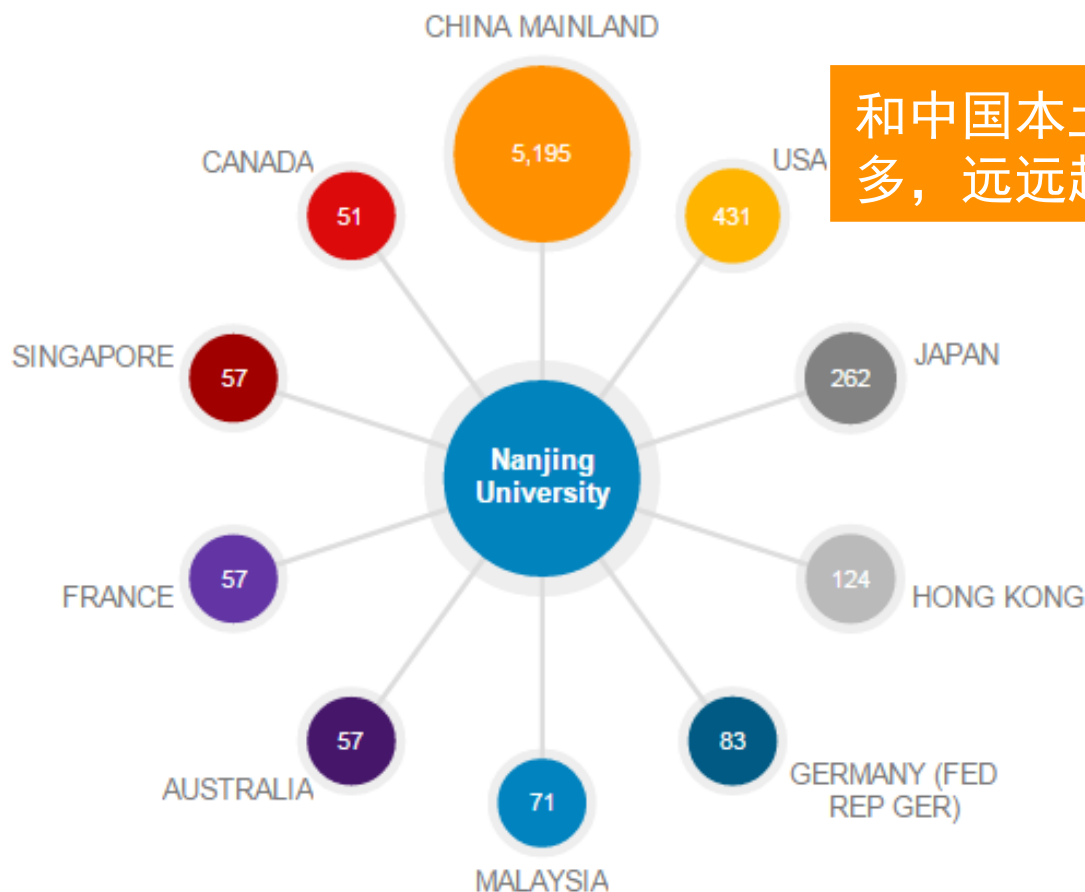 CHINA MAINLAND
5,195
和中国本土
多，远远
USA
431
CANADA
51
SINGAPORE
57
JAPAN
262
Nanjing
University
FRANCE
57
124
HONG KONG
AUSTRALIA
57
83
GERMANY (FED
REP GER)
71
MALAYSIA